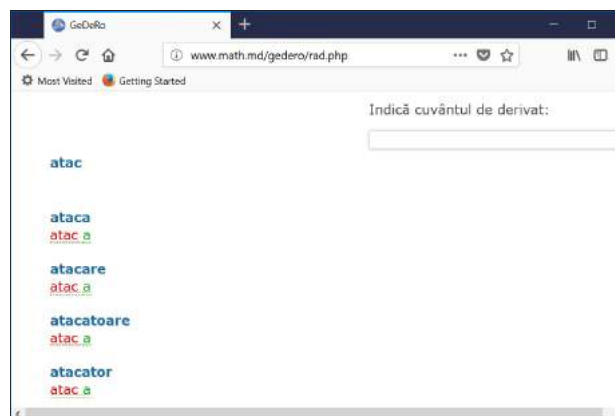 GeDeRo
www.math.md/gedero/rad.php
Most Visited Getting Started
Indică cuvântul de derivat:
atac
ataca
atac a
atacare
atac a
atacatoare
atac a
atacator
atac a